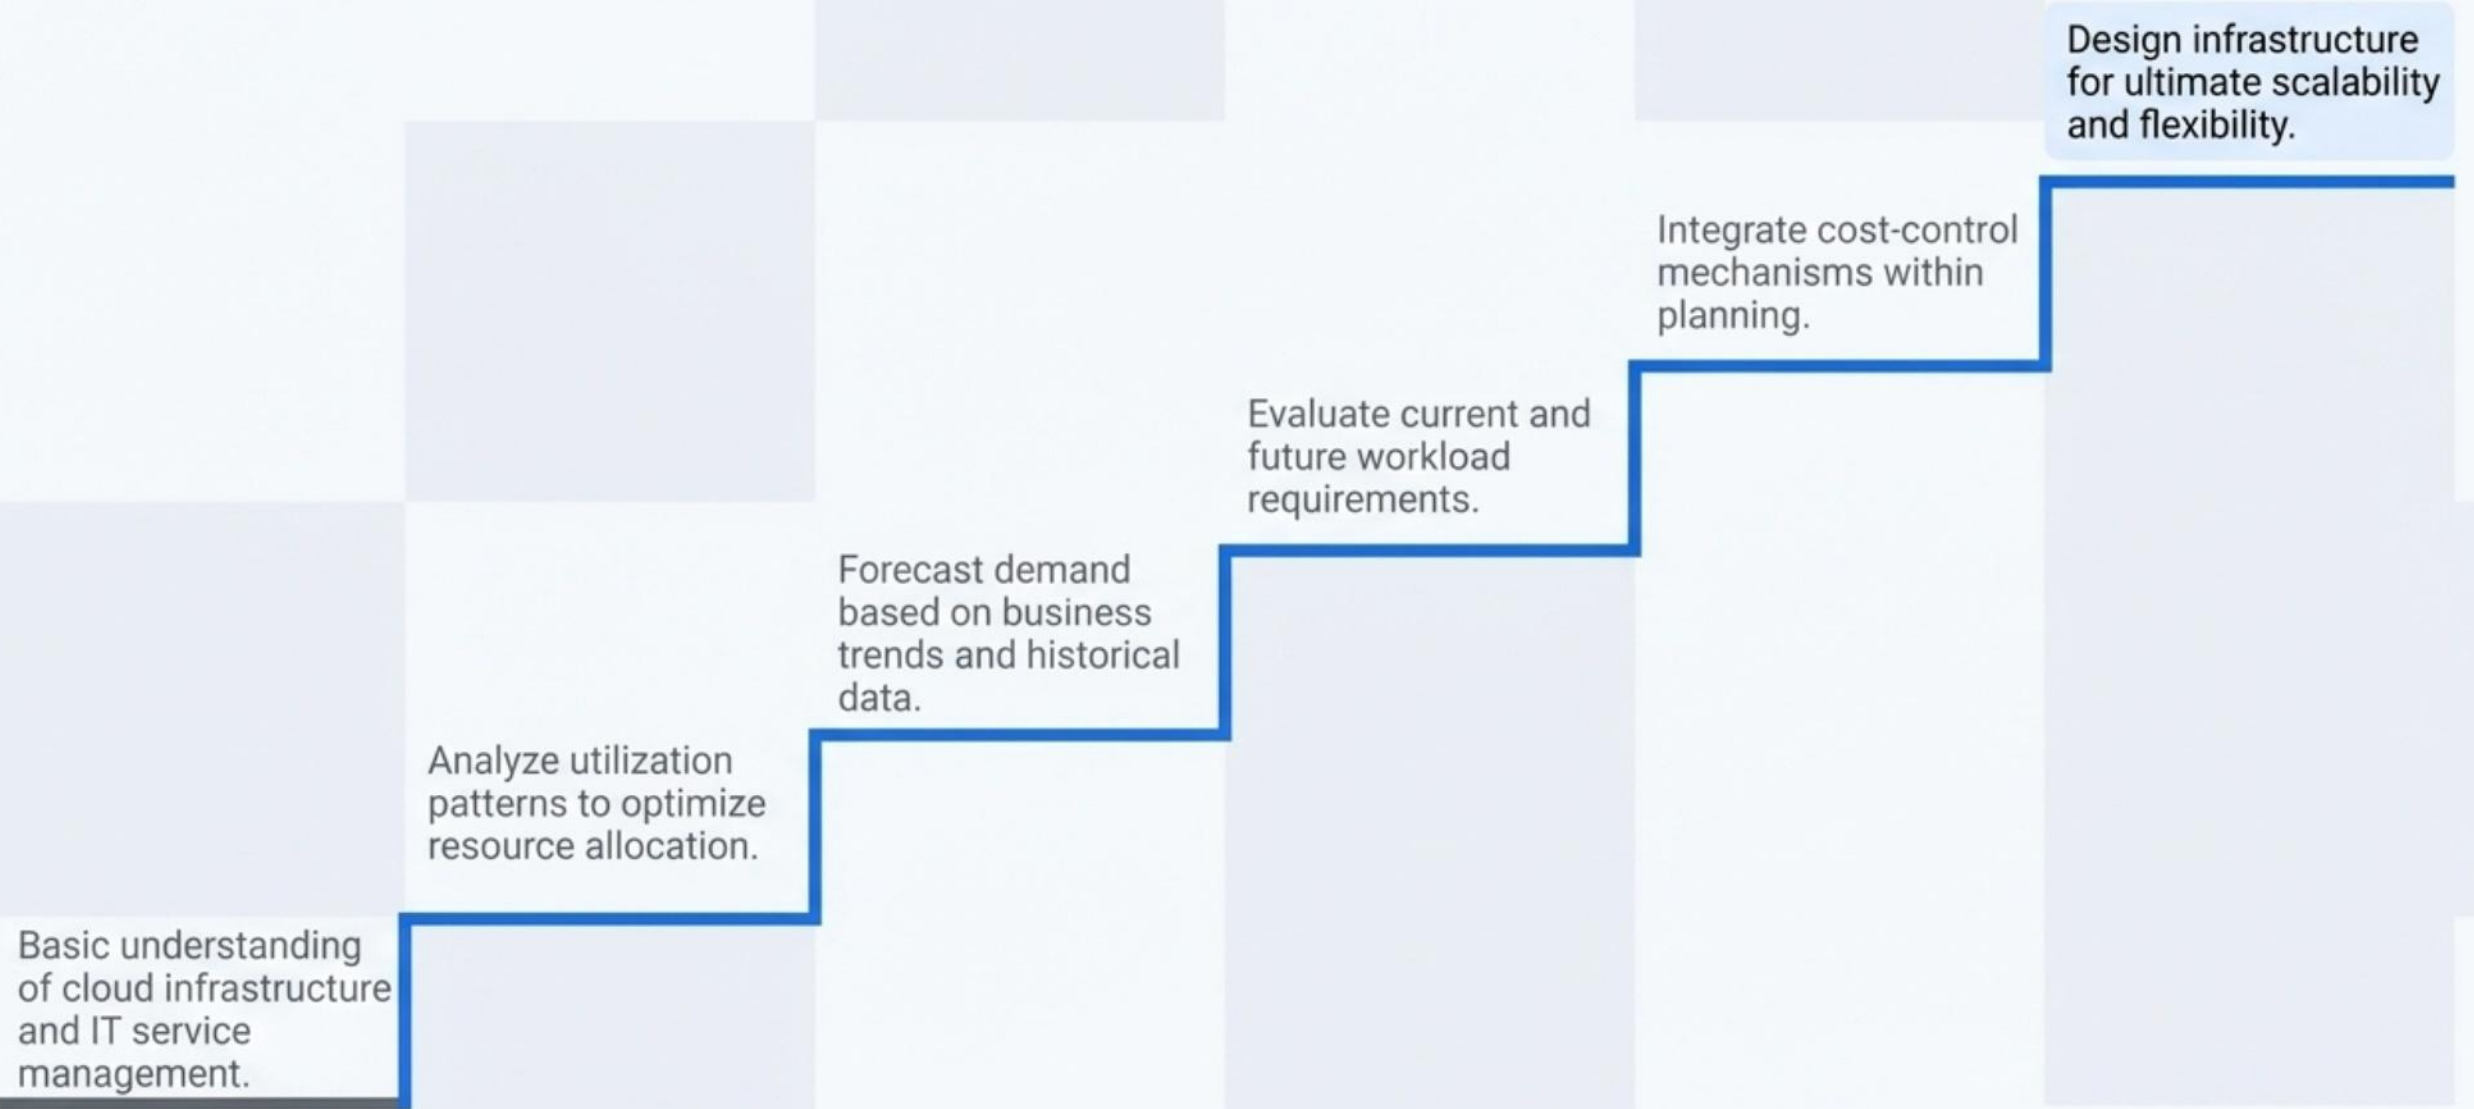 Design infrastructure
for ultimate scalability
and flexibility.
Integrate cost-control
mechanisms within
planning.
Evaluate current and
future workload
requirements.
Forecast demand
based on business
trends and historical
data.
Analyze utilization
patterns to optimize
resource allocation.
Basic understanding
of cloud infrastructure
and IT service
management.